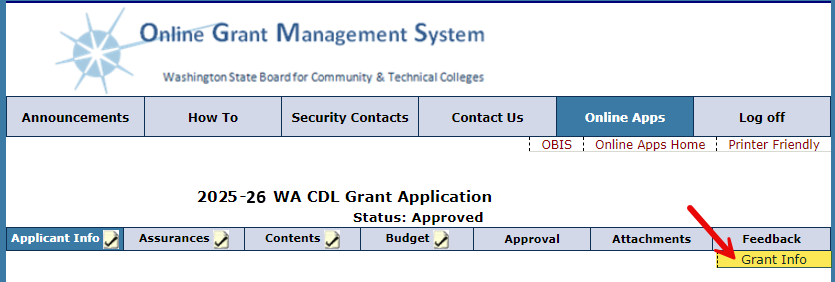 Online Grant Management System
Washington State Board for Community & Technical Colleges
Announcements How To Security Contacts Contact Us Online Apps Log off
OBIS Online Apps Home Printer Friendly
2025-26 WA CDL Grant Application
Status: Approved
Applicant Info Assurances Contents Budget Approval Attachments Feedback
Grant Info